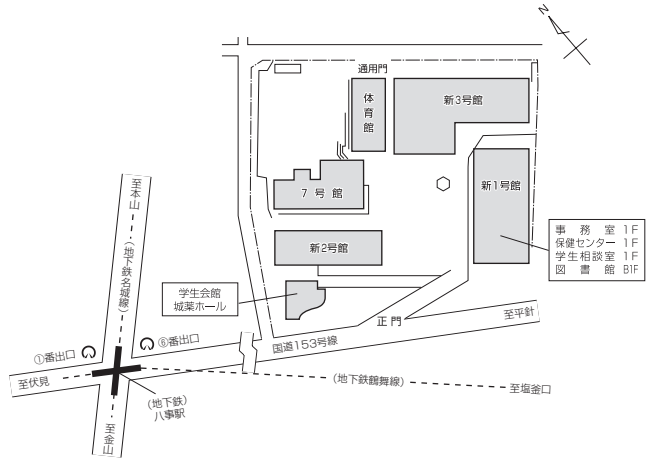 N
通用門
体育館
新3号館
7号館
新1号館
新2号館
事務室 1F
保健センター 1F
学生相談室 1F
図書館 B1F
学生会館
城薬ホール
正門
至平針
国道153号線
至本山
(地下鉄名城線)
①番出口
⑥番出口
至伏見
(地下鉄)
八事駅
(地下鉄鶴舞線)
至塩釜口
至金山